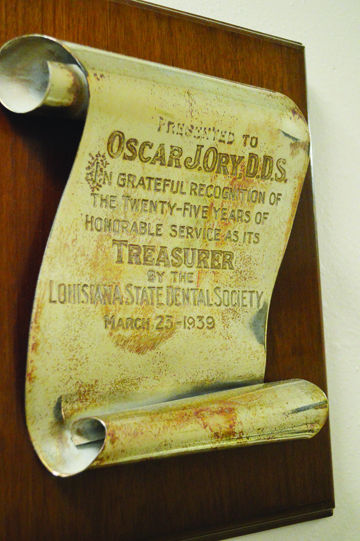 PRESENTED TO
OSCAR J. ORY, D.D.S.
IN GRATEFUL RECOGNITION OF
THE TWENTY-FIVE YEARS OF
HONORABLE SERVICE AS ITS
TREASURER
BY THE
LOUISIANA STATE DENTAL SOCIETY
MARCH 23-1939